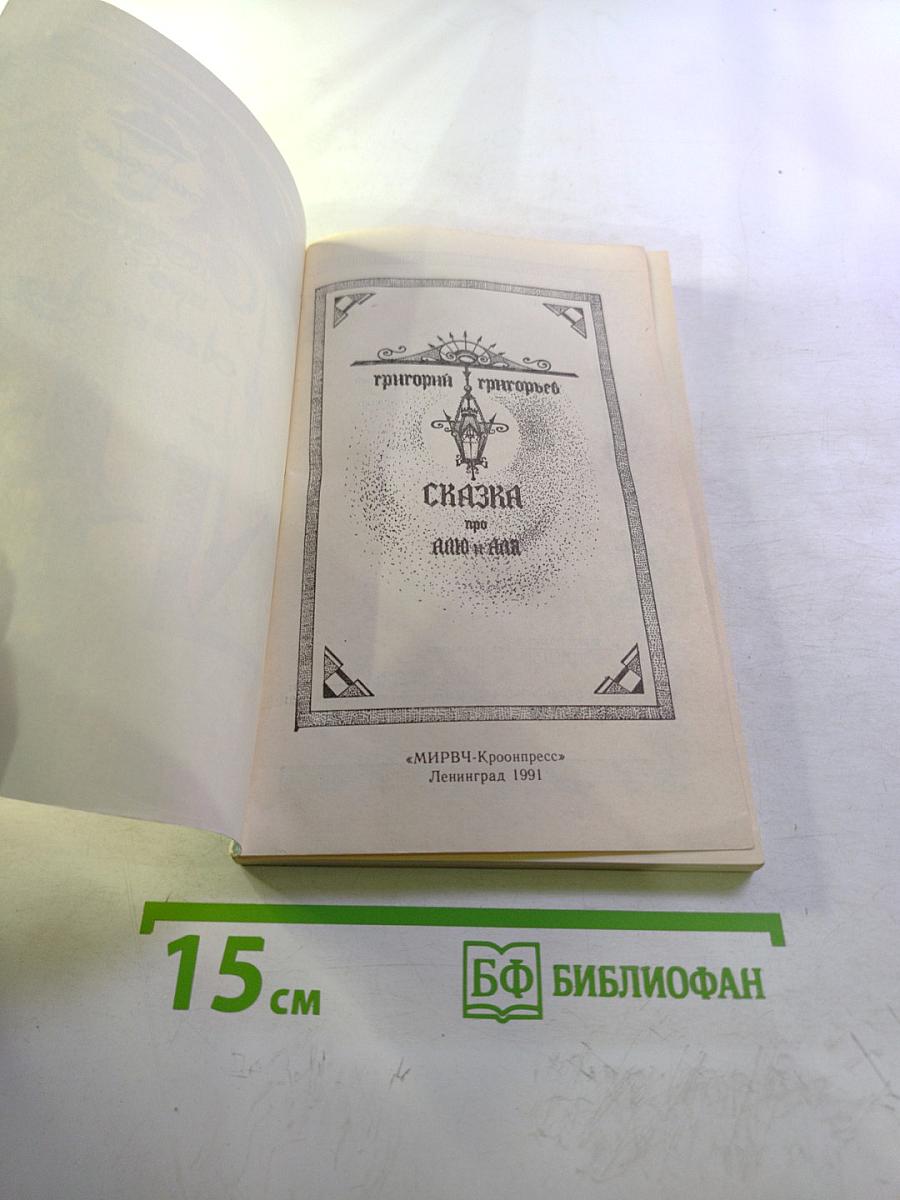 Григорий Григорьев
СКАЗКА
про
АЛЮ и АЛЯ
«МИРВЧ-Кроонпресс»
Ленинград 1991
15 см
БФ БИБЛИОФАН